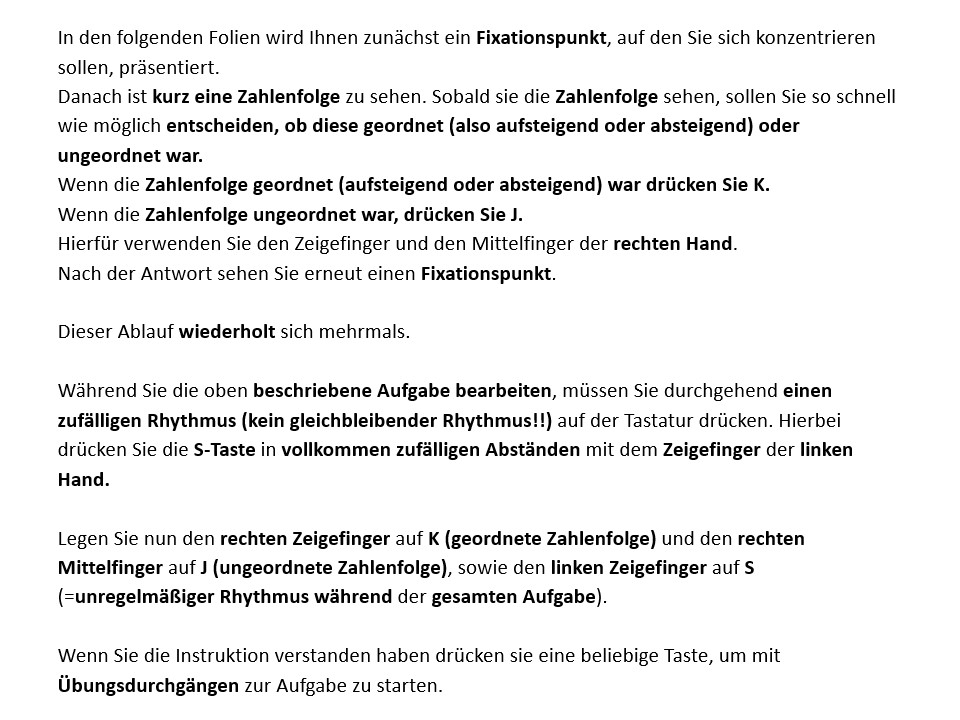 In den folgenden Folien wird Ihnen zunächst ein Fixationspunkt, auf den Sie sich konzentrieren
sollen, präsentiert.
Danach ist kurz eine Zahlenfolge zu sehen. Sobald sie die Zahlenfolge sehen, sollen Sie so schnell
wie möglich entscheiden, ob diese geordnet (also aufsteigend oder absteigend) oder
ungeordnet war.
Wenn die Zahlenfolge geordnet (aufsteigend oder absteigend) war drücken Sie K.
Wenn die Zahlenfolge ungeordnet war, drücken Sie J.
Hierfür verwenden Sie den Zeigefinger und den Mittelfinger der rechten Hand.
Nach der Antwort sehen Sie erneut einen Fixationspunkt.
Dieser Ablauf wiederholt sich mehrmals.
Während Sie die oben beschriebene Aufgabe bearbeiten, müssen Sie durchgehend einen
zufälligen Rhythmus (kein gleichbleibender Rhythmus!!) auf der Tastatur drücken. Hierbei
drücken Sie die S-Taste in vollkommen zufälligen Abständen mit dem Zeigefinger der linken
Hand.
Legen Sie nun den rechten Zeigefinger auf K (geordnete Zahlenfolge) und den rechten
Mittelfinger auf J (ungeordnete Zahlenfolge), sowie den linken Zeigefinger auf S
(=unregelmäßiger Rhythmus während der gesamten Aufgabe).
Wenn Sie die Instruktion verstanden haben drücken sie eine beliebige Taste, um mit
Übungsdurchgängen zur Aufgabe zu starten.